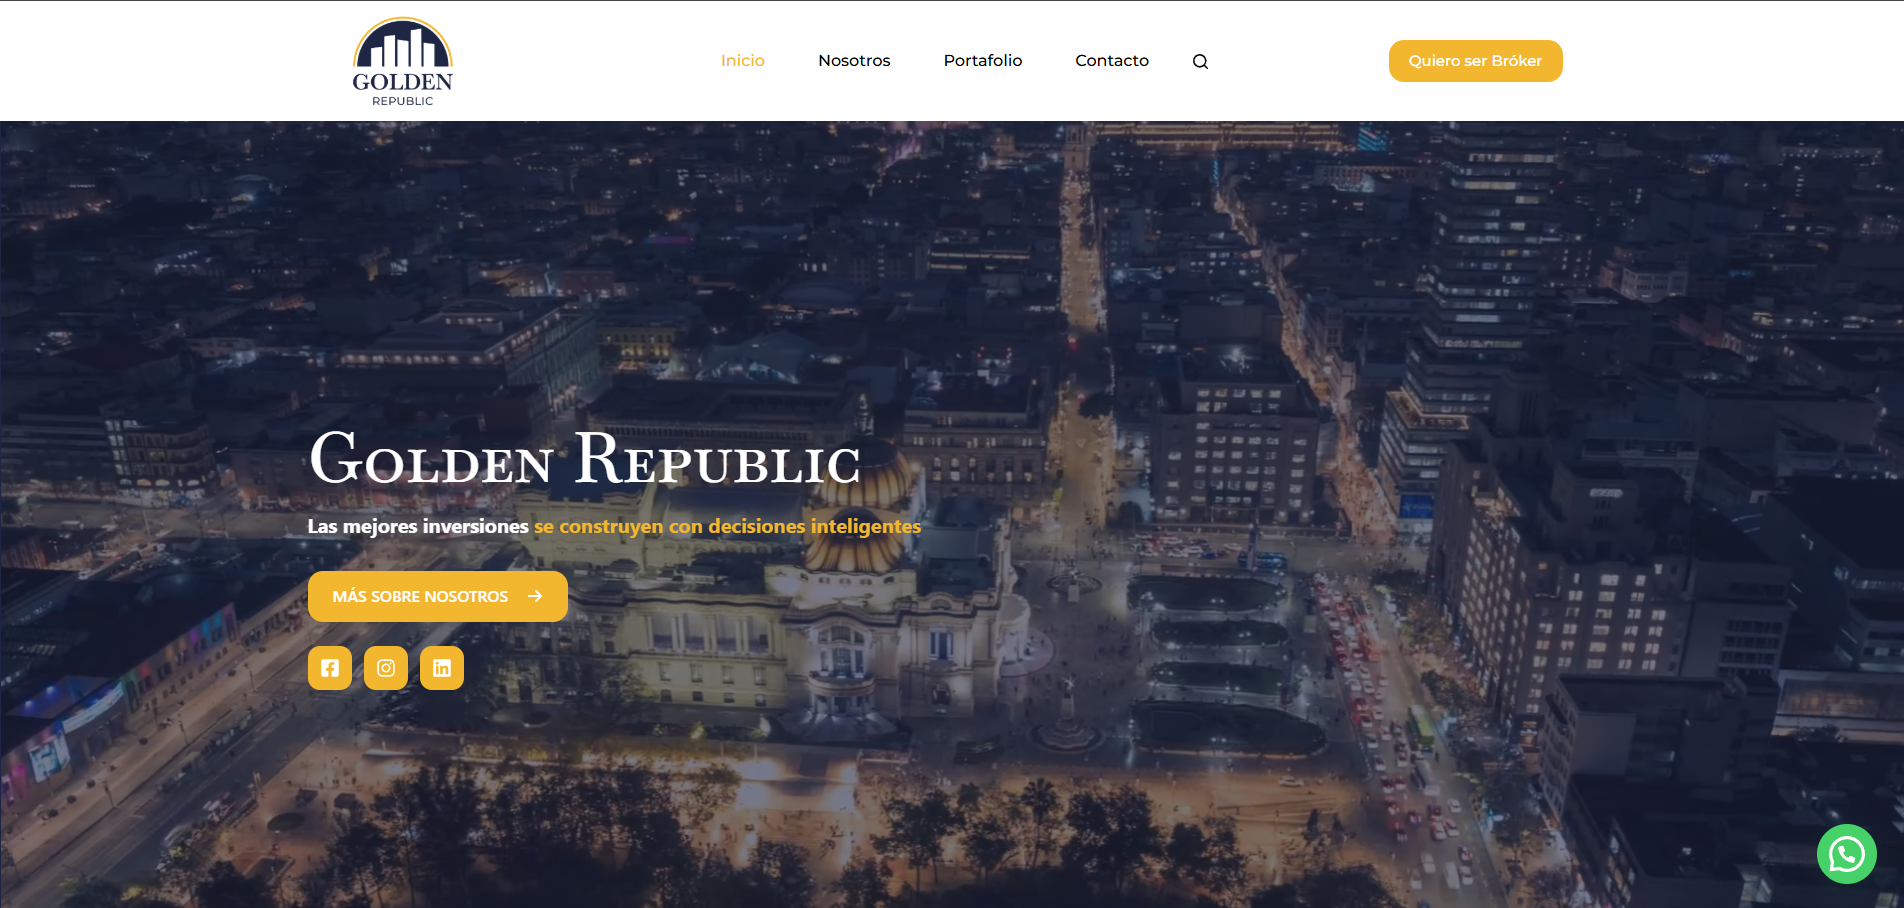 GOLDEN
REPUBLIC
Inicio
Nosotros
Portafolio
Contacto
Quiero ser Bróker
Golden Republic
Las mejores inversiones se construyen con decisiones inteligentes
MÁS SOBRE NOSOTROS